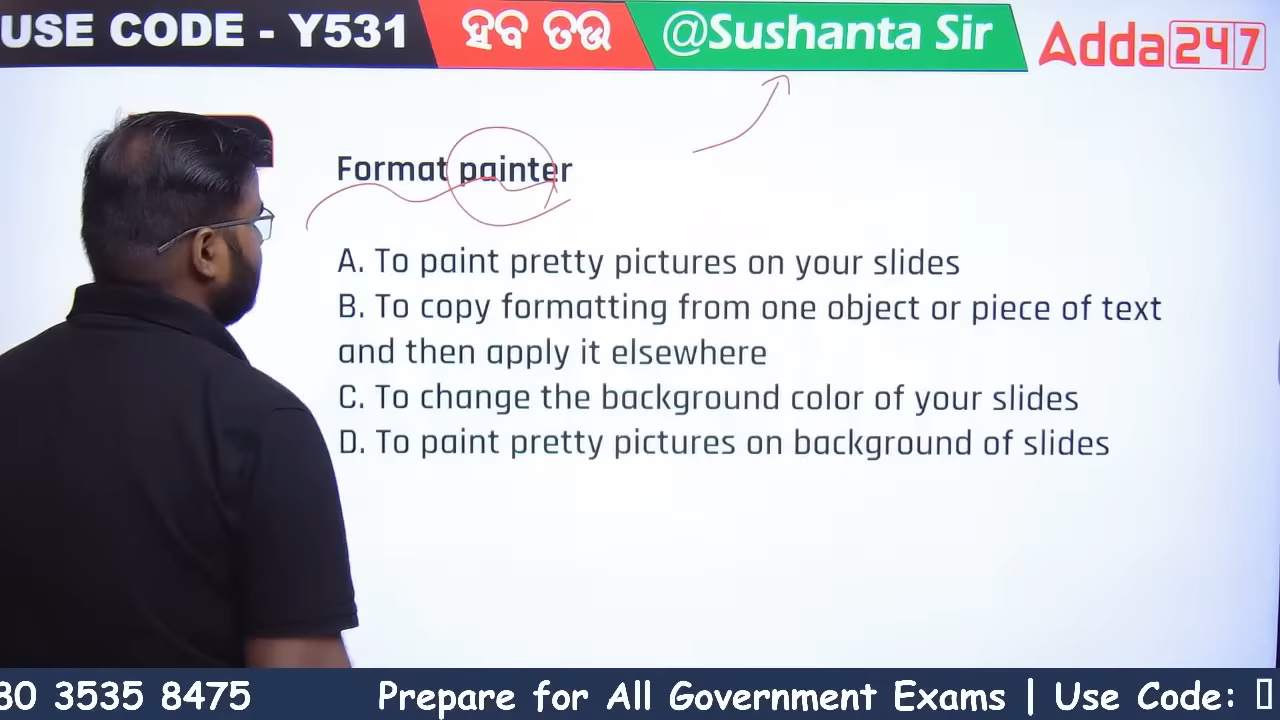 USE CODE - Y531 ହବ ତଉ @Sushanta Sir Adda247
Format painter
A. To paint pretty pictures on your slides
B. To copy formatting from one object or piece of text
and then apply it elsewhere
C. To change the background color of your slides
D. To paint pretty pictures on background of slides
80 3535 8475 Prepare for All Government Exams | Use Code: